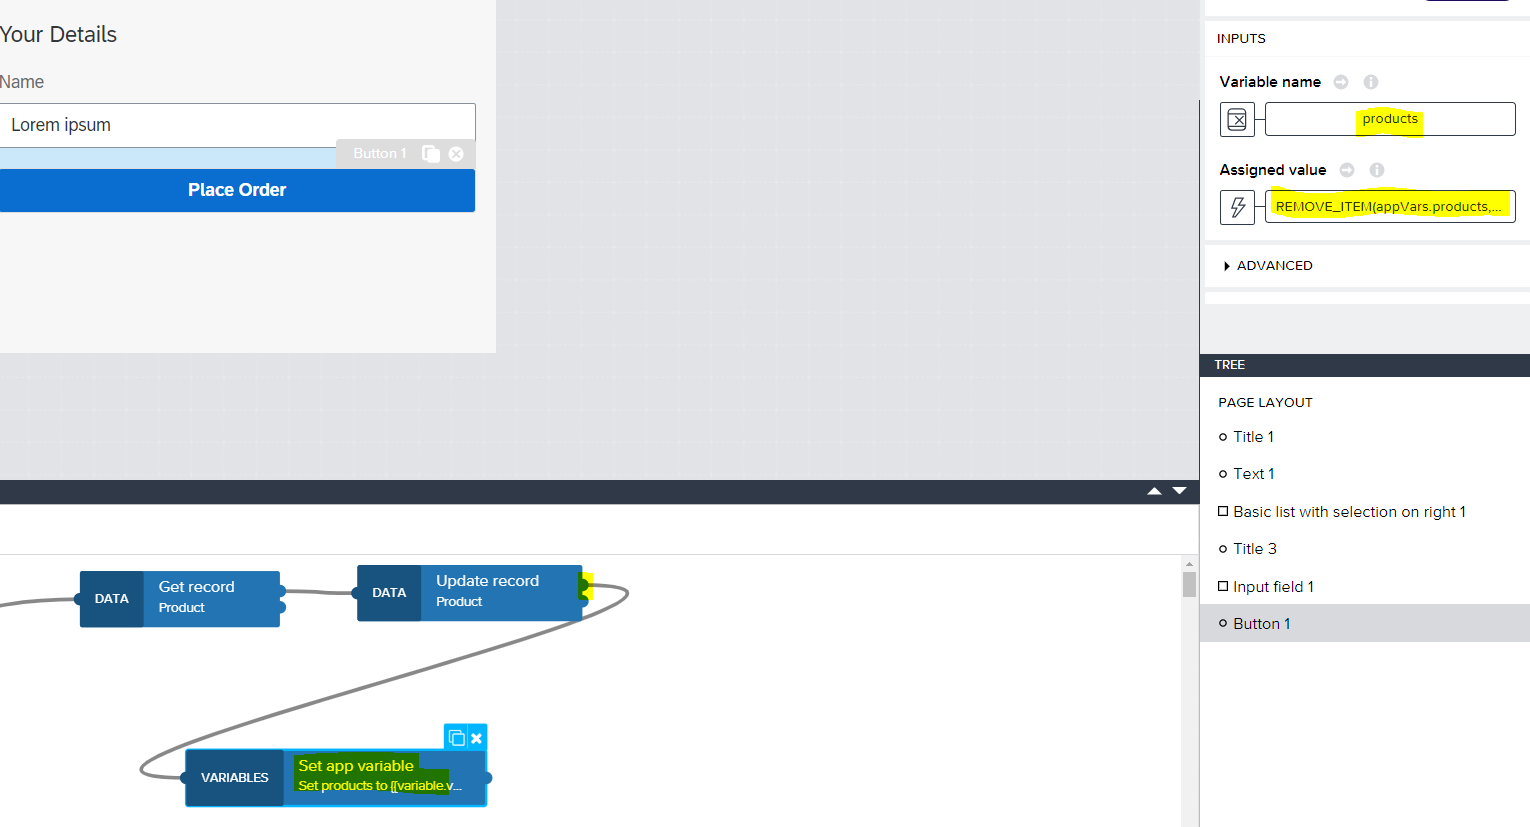 Your Details
Name
Lorem ipsum
Button 1
Place Order
INPUTS
Variable name
products
Assigned value
REMOVE_ITEM(appVars.products,...
ADVANCED
TREE
PAGE LAYOUT
Title 1
Text 1
Basic list with selection on right 1
Title 3
Input field 1
Button 1
DATA
Get record
Product
DATA
Update record
Product
VARIABLES
Set app variable
Set products to {{variable.v...